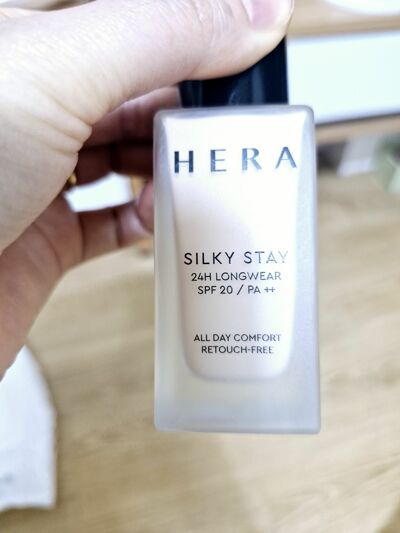 HERA
SILKY STAY
24H LONGWEAR
SPF 20 / PA ++
ALL DAY COMFORT
RETOUCH-FREE